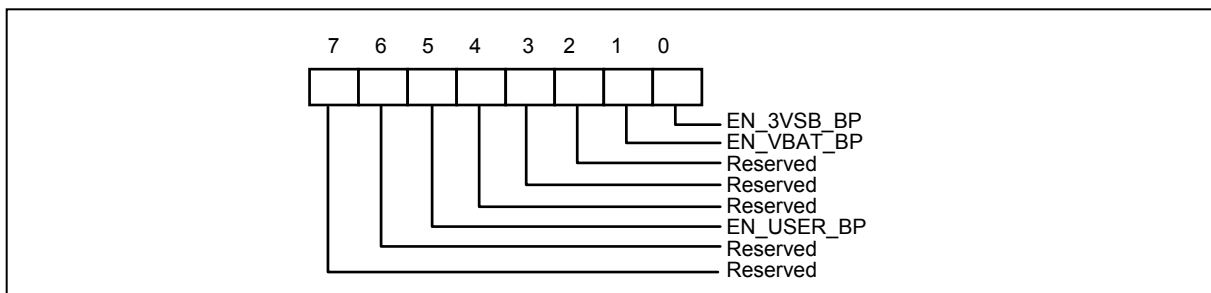 7 6 5 4 3 2 1 0
EN_3VSB_BP
EN_VBAT_BP
Reserved
Reserved
Reserved
EN_USER_BP
Reserved
Reserved